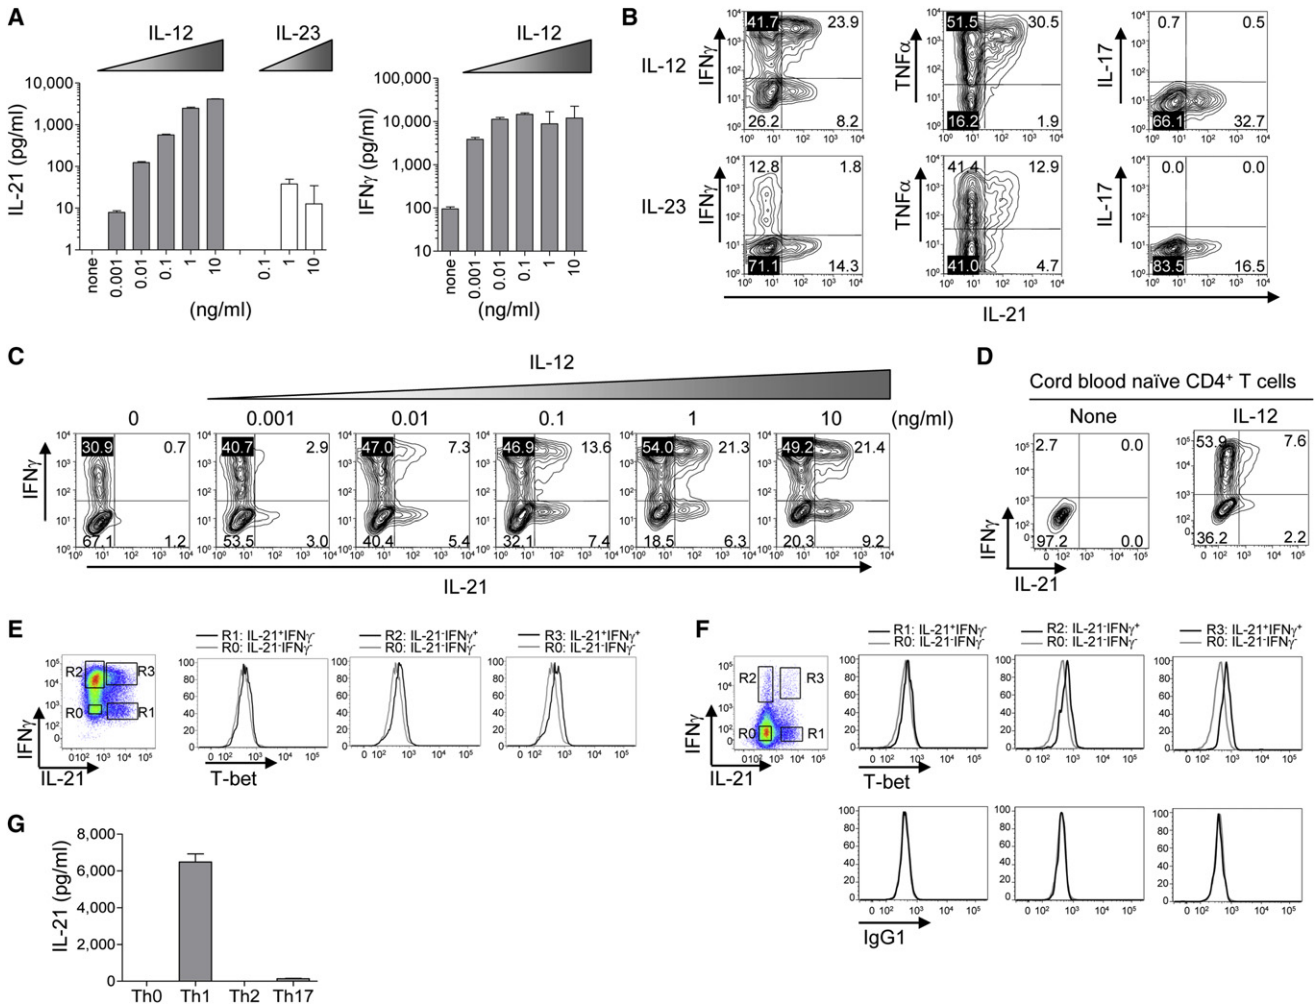 A
IL-12
IL-23
IL-21 (pg/ml)
10,000
1,000
100
10
1
none
0.001
0.01
0.1
1
10
0.1
1
10
(ng/ml)
IL-12
IFNγ (pg/ml)
100,000
10,000
1,000
100
10
none
0.001
0.01
0.1
1
10
(ng/ml)
B
IL-12
IFNγ
41.7 23.9
26.2 8.2
TNFα
51.5 30.5
16.2 1.9
IL-17
0.7 0.5
66.1 32.7
IL-23
IFNγ
12.8 1.8
71.1 14.3
TNFα
41.4 12.9
41.0 4.7
IL-17
0.0 0.0
83.5 16.5
IL-21
C
IL-12
0 0.001 0.01 0.1 1 10 (ng/ml)
IFNγ
30.9 0.7 40.7 2.9 47.0 7.3 46.9 13.6 54.0 21.3 49.2 21.4
67.1 1.2 53.5 3.0 40.4 5.4 32.1 7.4 18.5 6.3 20.3 9.2
IL-21
D
Cord blood naïve CD4⁺ T cells
None IL-12
2.7 0.0 53.9 7.6
97.2 0.0 36.2 2.2
IFNγ
IL-21
E
R1: IL-21⁺IFNγ⁻
R0: IL-21⁻IFNγ⁻
R2: IL-21⁻IFNγ⁺
R0: IL-21⁻IFNγ⁻
R3: IL-21⁺IFNγ⁺
R0: IL-21⁻IFNγ⁻
R2 R3
R0 R1
IFNγ
IL-21
T-bet
F
R1: IL-21⁺IFNγ⁻
R0: IL-21⁻IFNγ⁻
R2: IL-21⁻IFNγ⁺
R0: IL-21⁻IFNγ⁻
R3: IL-21⁺IFNγ⁺
R0: IL-21⁻IFNγ⁻
R2 R3
R0 R1
IFNγ
IL-21
T-bet
IgG1
G
IL-21 (pg/ml)
8,000
6,000
4,000
2,000
0
Th0 Th1 Th2 Th17